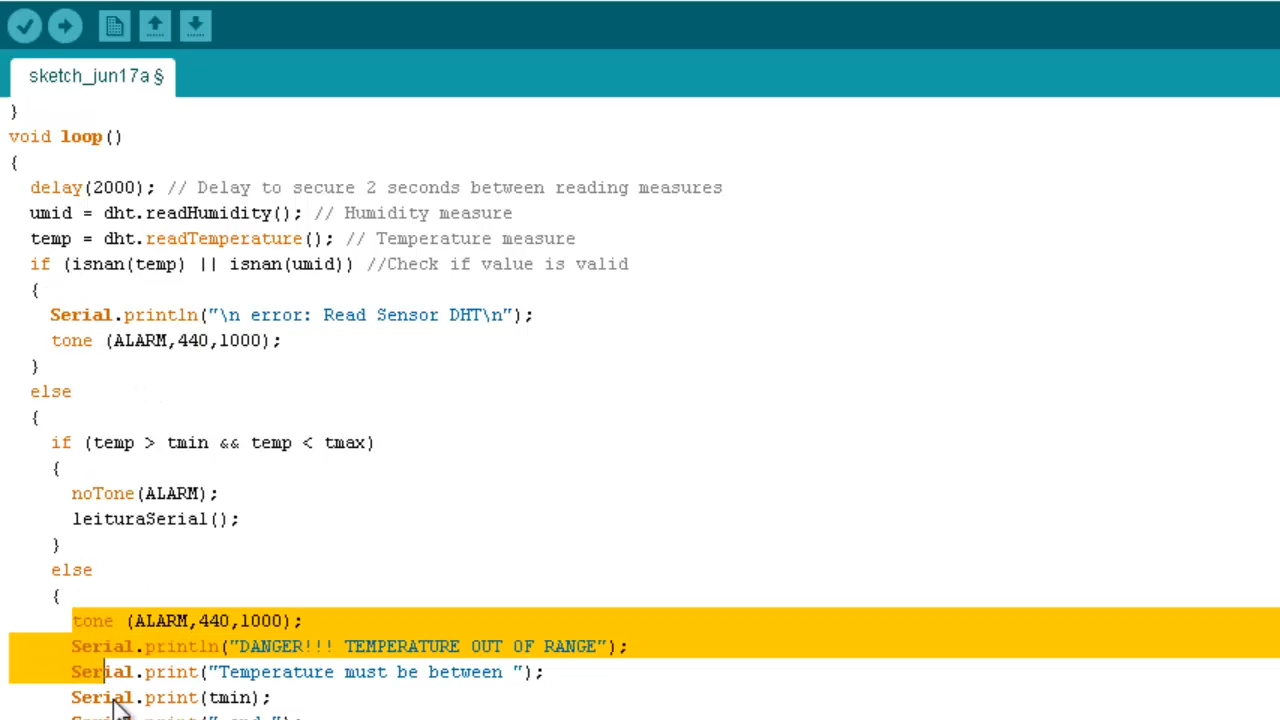 sketch_jun17a §
}
void loop()
{
delay(2000); // Delay to secure 2 seconds between reading measures
umid = dht.readHumidity(); // Humidity measure
temp = dht.readTemperature(); // Temperature measure
if (isnan(temp) || isnan(umid)) //Check if value is valid
{
Serial.println("\n error: Read Sensor DHT\n");
tone (ALARM,440,1000);
}
else
{
if (temp > tmin && temp < tmax)
{
noTone(ALARM);
leituraSerial();
}
else
{
tone (ALARM,440,1000);
Serial.println("DANGER!!! TEMPERATURE OUT OF RANGE");
Serial.print("Temperature must be between ");
Serial.print(tmin);